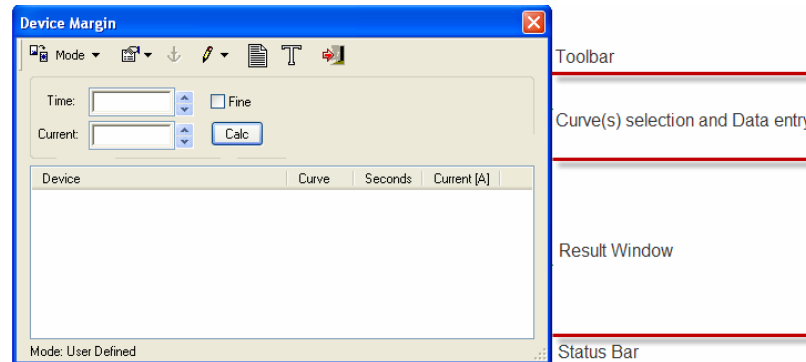 Device Margin
Mode
Toolbar
Time:
Fine
Current:
Calc
Curve(s) selection and Data entry
Device
Curve
Seconds
Current [A]
Result Window
Mode: User Defined
Status Bar